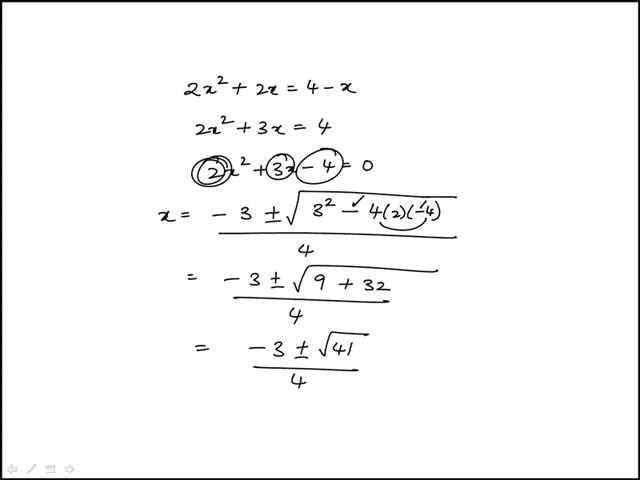 2x² + 2x = 4 - x
2x² + 3x = 4
2x² + 3x - 4 = 0
x = - 3 ± √3² - 4(2)(-4)
4
= - 3 ± √9 + 32
4
= - 3 ± √41
4